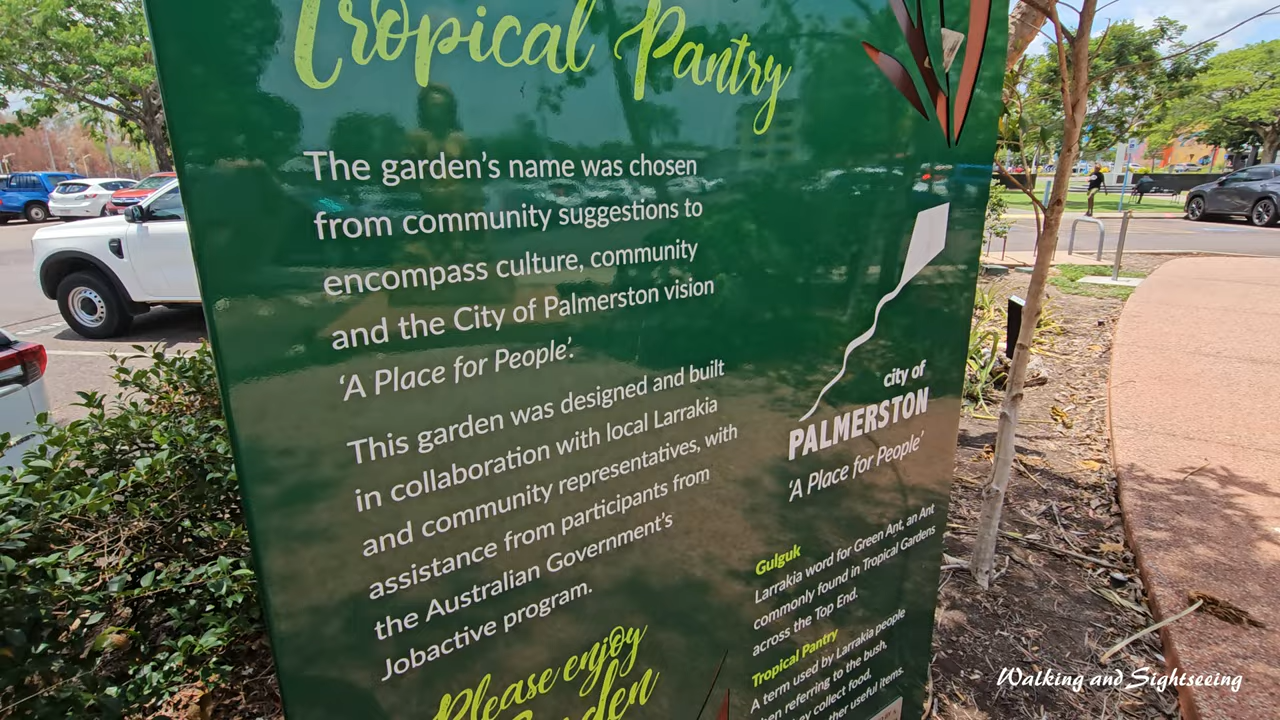 Tropical Pantry
The garden's name was chosen
from community suggestions to
encompass culture, community
and the City of Palmerston vision
'A Place for People'.
This garden was designed and built
in collaboration with local Larrakia
and community representatives, with
assistance from participants from
the Australian Government's
Jobactive program.
Please enjoy
Garden
city of
PALMERSTON
'A Place for People'
Gulguk
Larrakia word for Green Ant, an Ant
commonly found in Tropical Gardens
across the Top End.
Tropical Pantry
A term used by Larrakia people
when referring to the bush,
they collect food,
other useful items.
Walking and Sightseeing